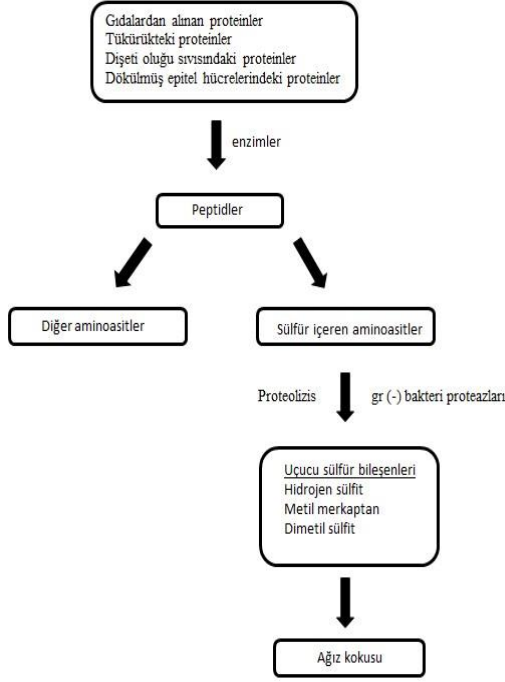 Gıdalardan alınan proteinler
Tükürükteki proteinler
Dişeti oluğu sıvısındaki proteinler
Dökülmüş epitel hücrelerindeki proteinler
enzimler
Peptidler
Diğer aminoasitler
Sülfür içeren aminoasitler
Proteolizis gr (-) bakteri proteazları
Uçucu sülfür bileşenleri
Hidrojen sülfit
Metil merkaptan
Dimetil sülfit
Ağız kokusu